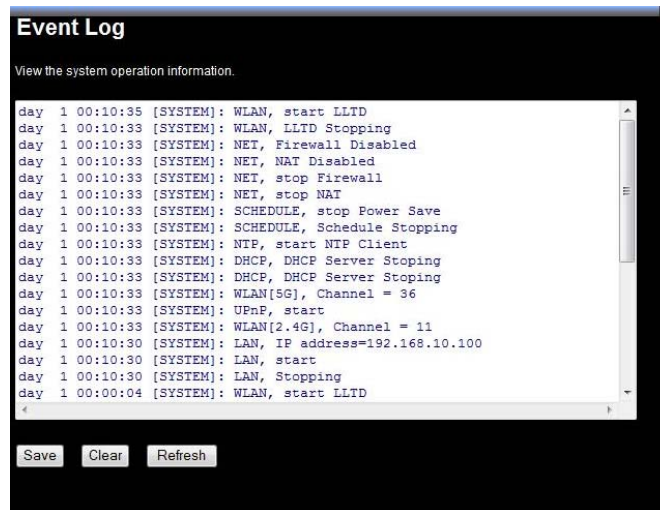 Event Log
View the system operation information.
day 1 00:10:35 [SYSTEM]: WLAN, start LLTD
day 1 00:10:33 [SYSTEM]: WLAN, LLTD Stopping
day 1 00:10:33 [SYSTEM]: NET, Firewall Disabled
day 1 00:10:33 [SYSTEM]: NET, NAT Disabled
day 1 00:10:33 [SYSTEM]: NET, stop Firewall
day 1 00:10:33 [SYSTEM]: NET, stop NAT
day 1 00:10:33 [SYSTEM]: SCHEDULE, stop Power Save
day 1 00:10:33 [SYSTEM]: SCHEDULE, Schedule Stopping
day 1 00:10:33 [SYSTEM]: NTP, start NTP Client
day 1 00:10:33 [SYSTEM]: DHCP, DHCP Server Stoping
day 1 00:10:33 [SYSTEM]: DHCP, DHCP Server Stoping
day 1 00:10:33 [SYSTEM]: WLAN[5G], Channel = 36
day 1 00:10:33 [SYSTEM]: UPnP, start
day 1 00:10:33 [SYSTEM]: WLAN[2.4G], Channel = 11
day 1 00:10:30 [SYSTEM]: LAN, IP address=192.168.10.100
day 1 00:10:30 [SYSTEM]: LAN, start
day 1 00:10:30 [SYSTEM]: LAN, Stopping
day 1 00:00:04 [SYSTEM]: WLAN, start LLTD
Save Clear Refresh